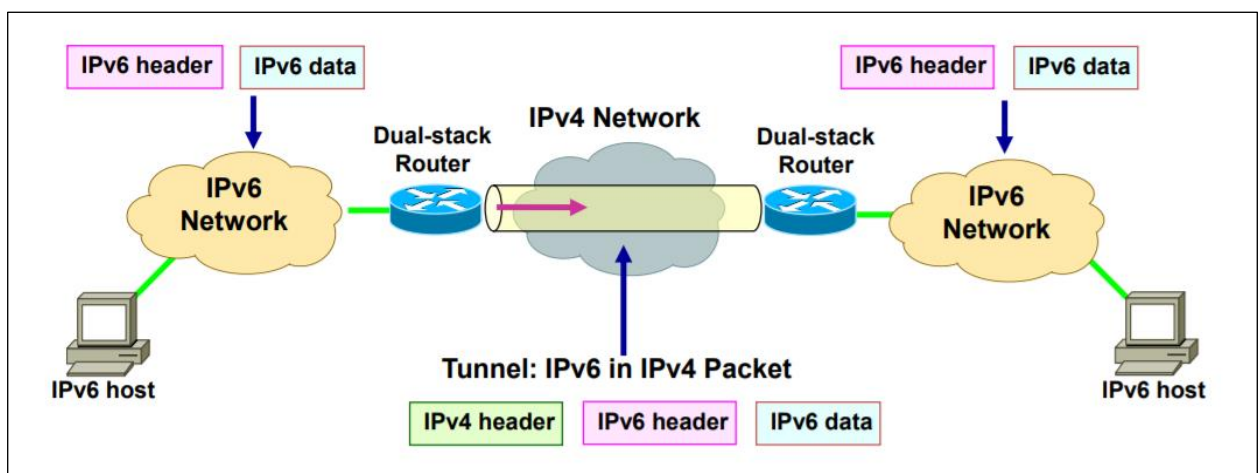 IPv6 header IPv6 data
IPv6 header IPv6 data
IPv4 Network
Dual-stack
Router
Dual-stack
Router
IPv6
Network
IPv6
Network
Tunnel: IPv6 in IPv4 Packet
IPv6 host
IPv6 host
IPv4 header IPv6 header IPv6 data